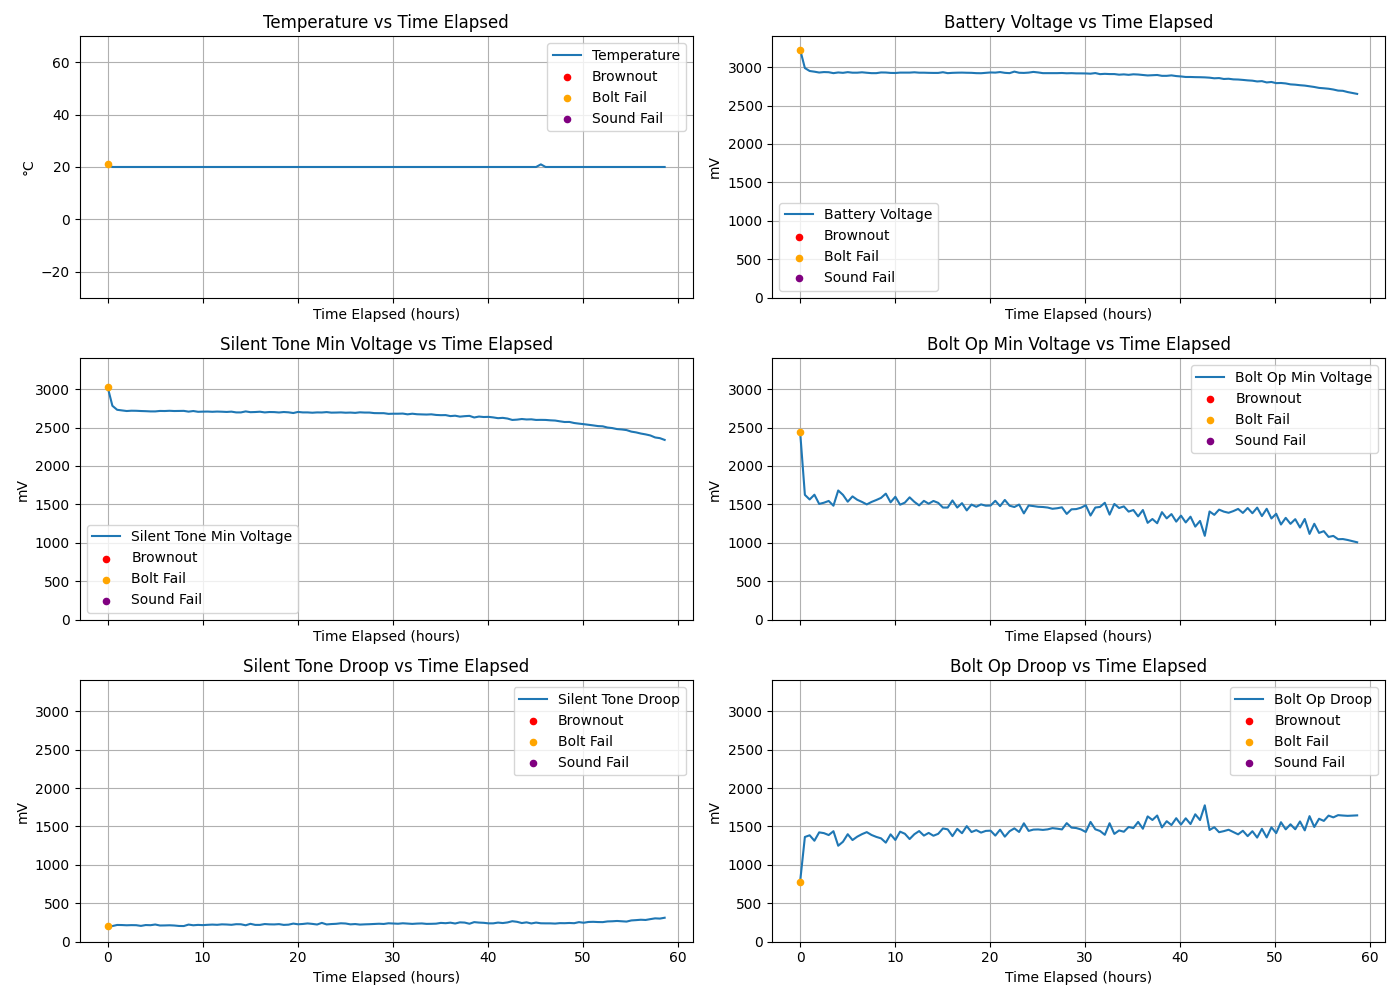 Temperature vs Time Elapsed
°C
60
40
20
0
−20
Temperature
Brownout
Bolt Fail
Sound Fail
Time Elapsed (hours)
Battery Voltage vs Time Elapsed
mV
3000
2500
2000
1500
1000
500
0
Battery Voltage
Brownout
Bolt Fail
Sound Fail
Time Elapsed (hours)
Silent Tone Min Voltage vs Time Elapsed
mV
3000
2500
2000
1500
1000
500
0
Silent Tone Min Voltage
Brownout
Bolt Fail
Sound Fail
Time Elapsed (hours)
Bolt Op Min Voltage vs Time Elapsed
mV
3000
2500
2000
1500
1000
500
0
Bolt Op Min Voltage
Brownout
Bolt Fail
Sound Fail
Time Elapsed (hours)
Silent Tone Droop vs Time Elapsed
mV
3000
2500
2000
1500
1000
500
0
Silent Tone Droop
Brownout
Bolt Fail
Sound Fail
0 10 20 30 40 50 60
Time Elapsed (hours)
Bolt Op Droop vs Time Elapsed
mV
3000
2500
2000
1500
1000
500
0
Bolt Op Droop
Brownout
Bolt Fail
Sound Fail
0 10 20 30 40 50 60
Time Elapsed (hours)